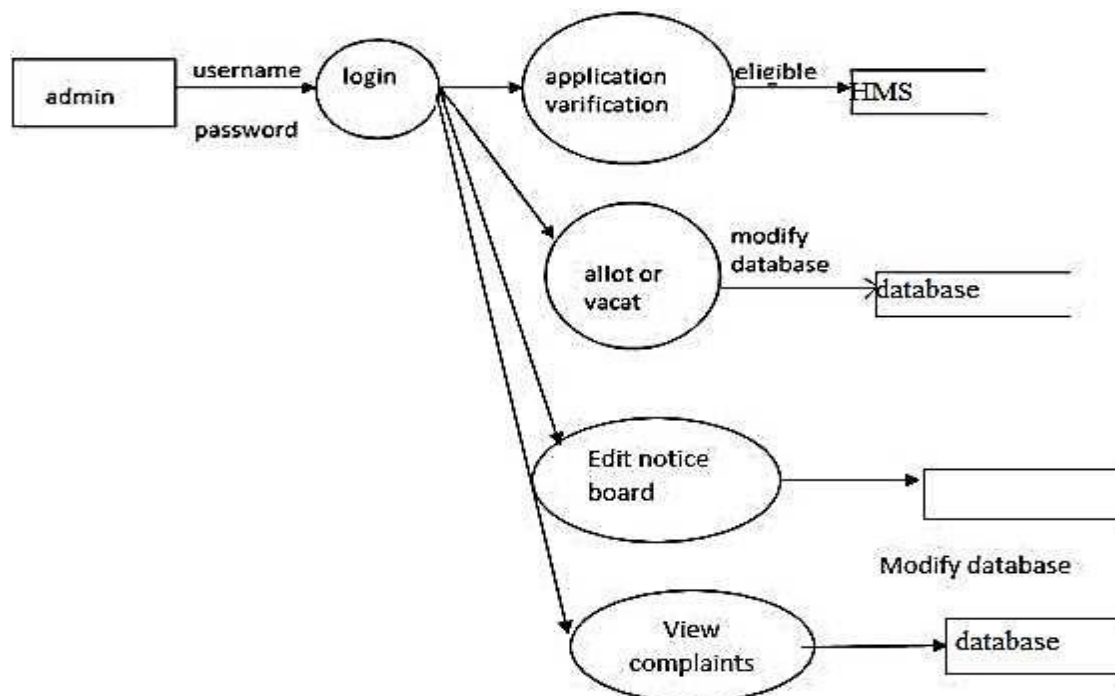 admin
username
password
login
application
varification
eligible
HMS
allot or
vacat
modify
database
database
Edit notice
board
Modify database
View
complaints
database